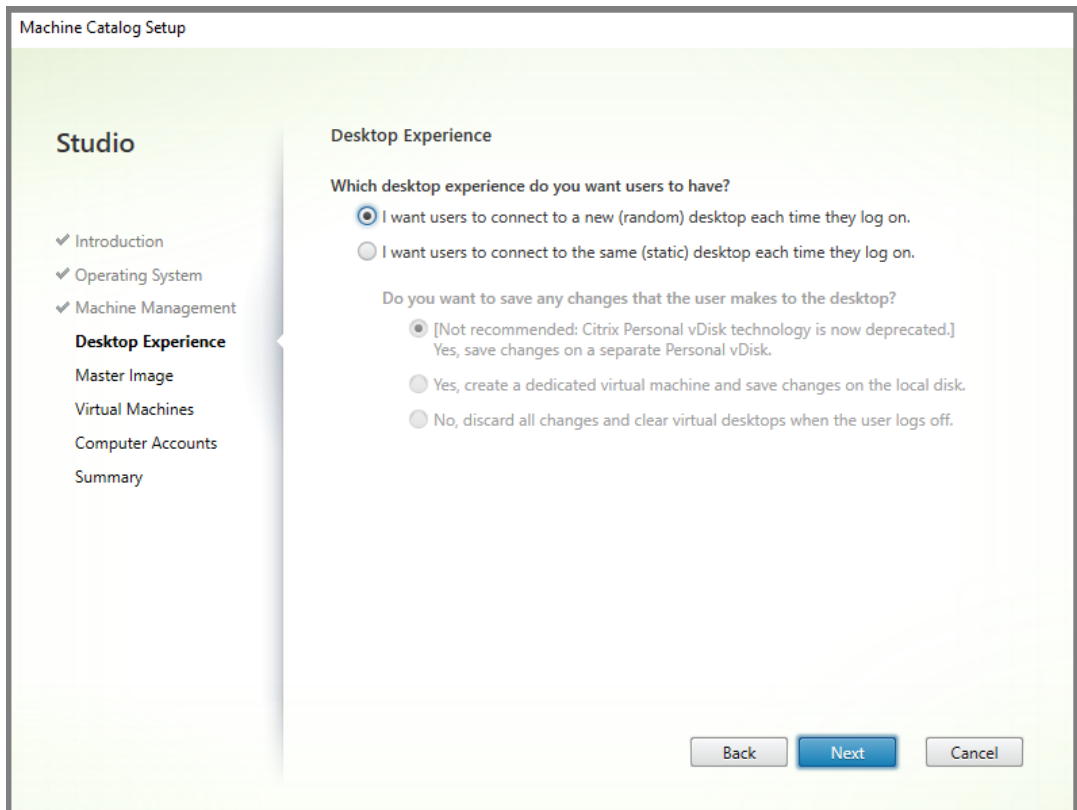 Machine Catalog Setup
Studio
Introduction
Operating System
Machine Management
Desktop Experience
Master Image
Virtual Machines
Computer Accounts
Summary
Desktop Experience
Which desktop experience do you want users to have?
I want users to connect to a new (random) desktop each time they log on.
I want users to connect to the same (static) desktop each time they log on.
Do you want to save any changes that the user makes to the desktop?
[Not recommended: Citrix Personal vDisk technology is now deprecated.]
Yes, save changes on a separate Personal vDisk.
Yes, create a dedicated virtual machine and save changes on the local disk.
No, discard all changes and clear virtual desktops when the user logs off.
Back
Next
Cancel